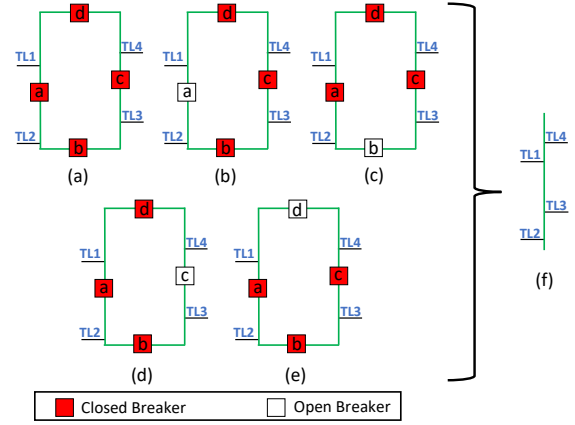 d d d
TL1 TL4 TL1 TL4 TL1 TL4
a c a c a c
TL2 TL3 TL2 TL3 TL2 TL3
b b b
(a) (b) (c)
TL4
TL1
TL3
TL2
(f)
d d
TL1 TL4 TL1 TL4
a c a c
TL2 TL3 TL2 TL3
b b
(d) (e)
Closed Breaker Open Breaker